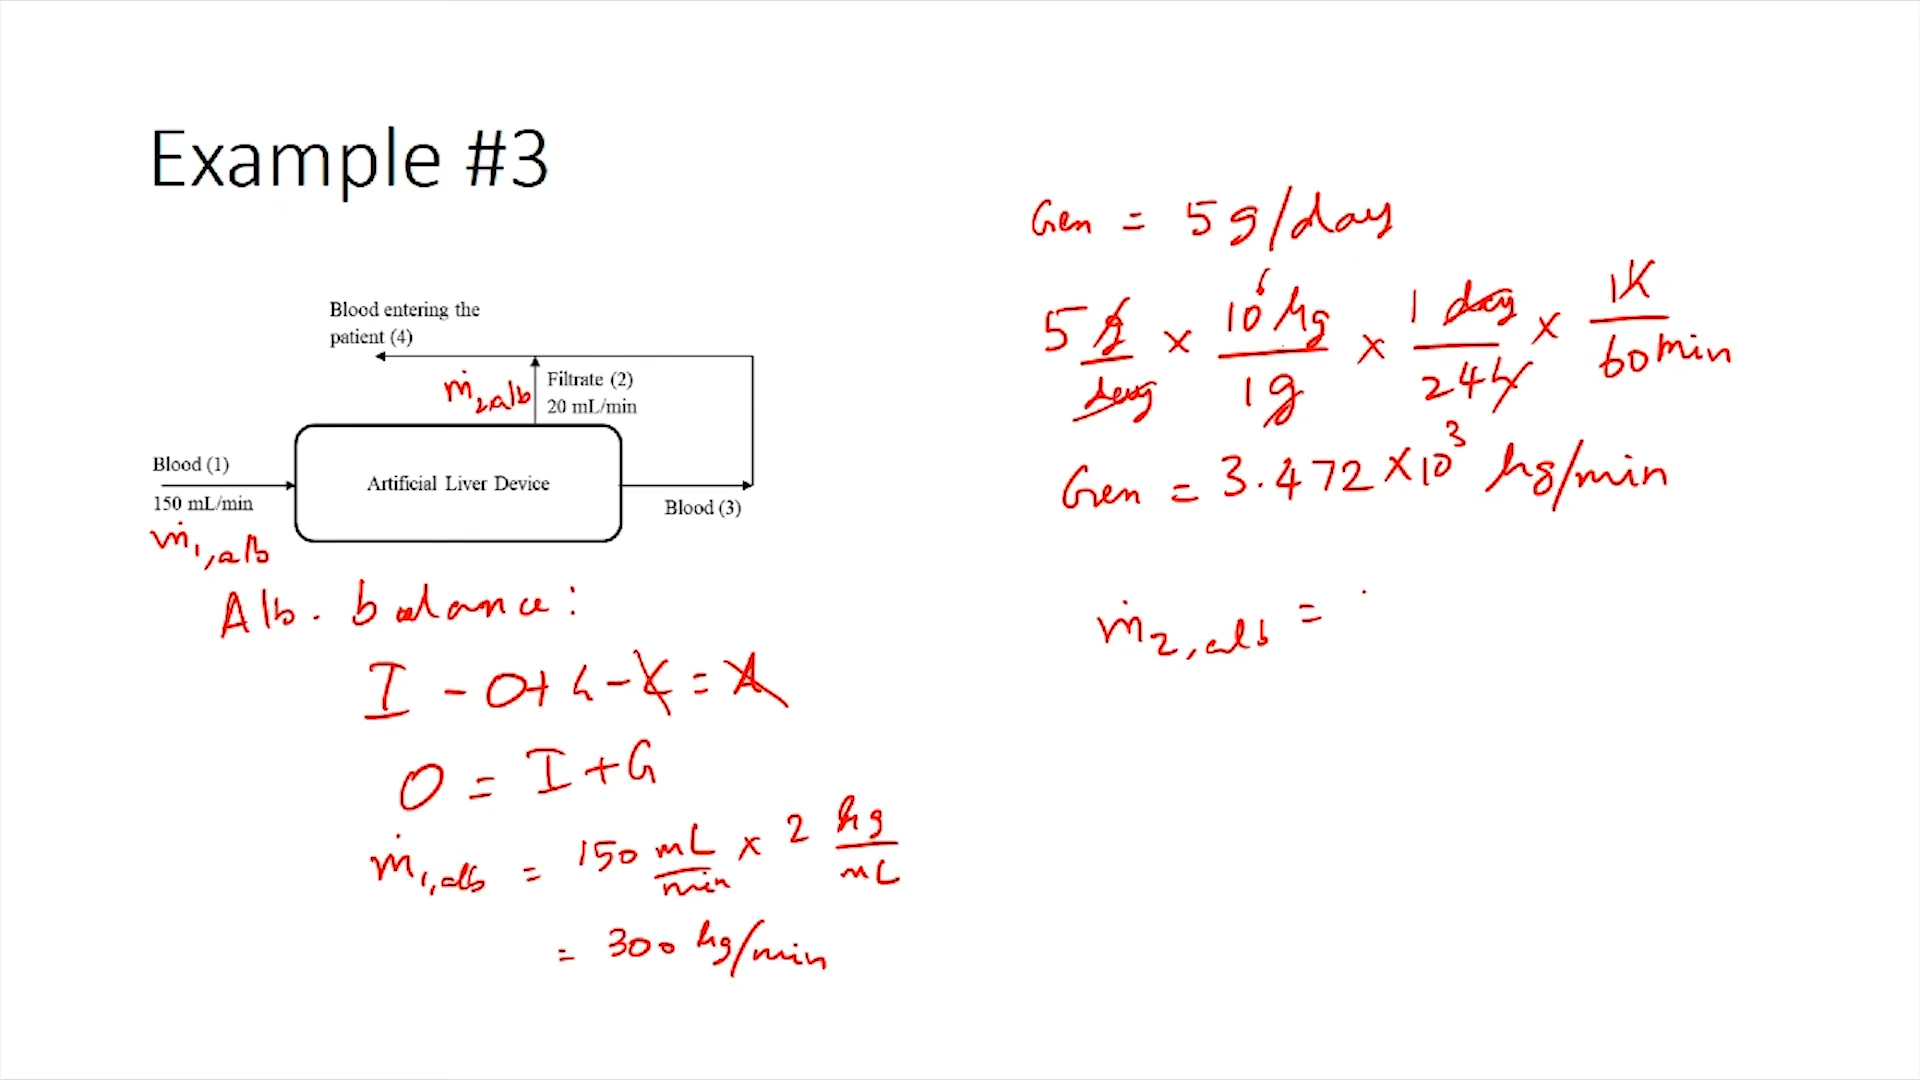 Example #3
Blood entering the
patient (4)
ṁ2,alb
Filtrate (2)
20 mL/min
Blood (1)
150 mL/min
ṁ1,alb
Artificial Liver Device
Blood (3)
Alb. balance:
I - O + G - C = A
O = I + G
ṁ1,alb = 150 mL/min × 2 μg/mL
= 300 μg/min
Gen = 5 g/day
5 g/day × 10⁶ μg/1 g × 1 day/24 h × 1 h/60 min
Gen = 3.472 × 10³ μg/min
ṁ2,alb =